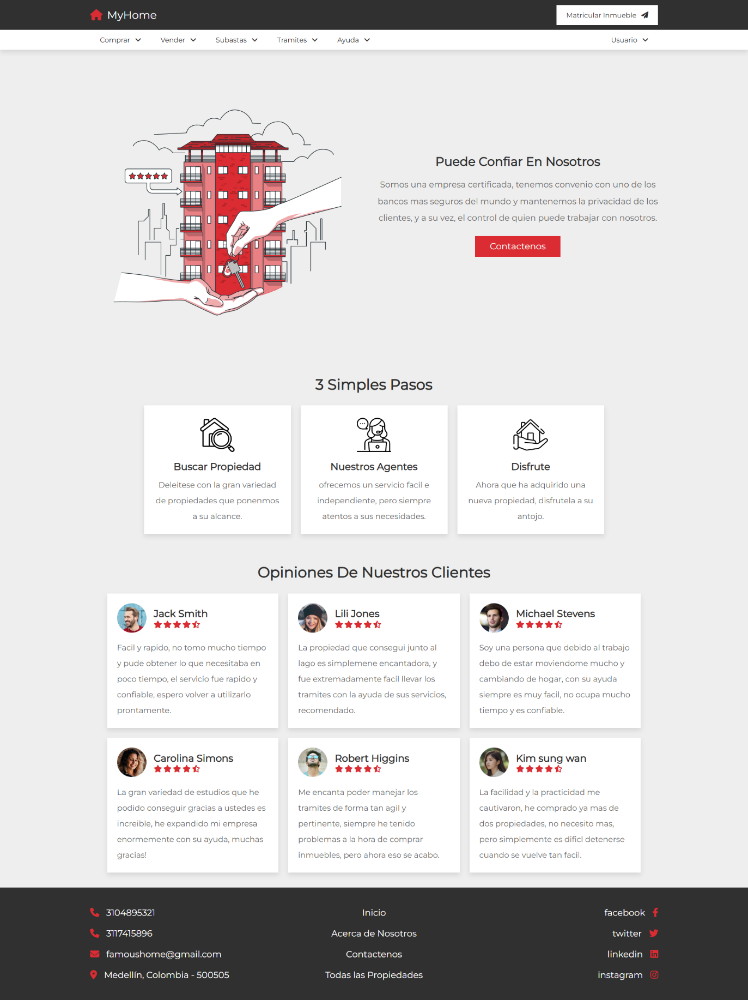 MyHome
Matricular Inmueble
Comprar
Vender
Subastas
Tramites
Ayuda
Usuario
Puede Confiar En Nosotros
Somos una empresa certificada, tenemos convenio con uno de los
bancos mas seguros del mundo y mantenemos la privacidad de los
clientes, y a su vez, el control de quien puede trabajar con nosotros.
Contactenos
3 Simples Pasos
Buscar Propiedad
Deleitese con la gran variedad
de propiedades que ponenmos
a su alcance.
Nuestros Agentes
ofrecemos un servicio facil e
independiente, pero siempre
atentos a sus necesidades.
Disfrute
Ahora que ha adquirido una
nueva propiedad, disfrutela a su
antojo.
Opiniones De Nuestros Clientes
Jack Smith
Facil y rapido, no tomo mucho tiempo
y pude obtener lo que necesitaba en
poco tiempo, el servicio fue rapido y
confiable, espero volver a utilizarlo
prontamente.
Lili Jones
La propiedad que consegui junto al
lago es simplemene encantadora, y
fue extremadamente facil llevar los
tramites con la ayuda de sus servicios,
recomendado.
Michael Stevens
Soy una persona que debido al trabajo
debo de estar moviendome mucho y
cambiando de hogar, con su ayuda
siempre es muy facil, no ocupa mucho
tiempo y es confiable.
Carolina Simons
La gran variedad de estudios que he
podido conseguir gracias a ustedes es
increible, he expandido mi empresa
enormemente con su ayuda, muchas
gracias!
Robert Higgins
Me encanta poder manejar los
tramites de forma tan agil y
pertinente, siempre he tenido
problemas a la hora de comprar
inmuebles, pero ahora eso se acabo.
Kim sung wan
La facilidad y la practicidad me
cautivaron, he comprado ya mas de
dos propiedades, no necesito mas,
pero simplemente es dificl detenerse
cuando se vuelve tan facil.
3104895321
3117415896
famoushome@gmail.com
Medellín, Colombia - 500505
Inicio
Acerca de Nosotros
Contactenos
Todas las Propiedades
facebook
twitter
linkedin
instagram